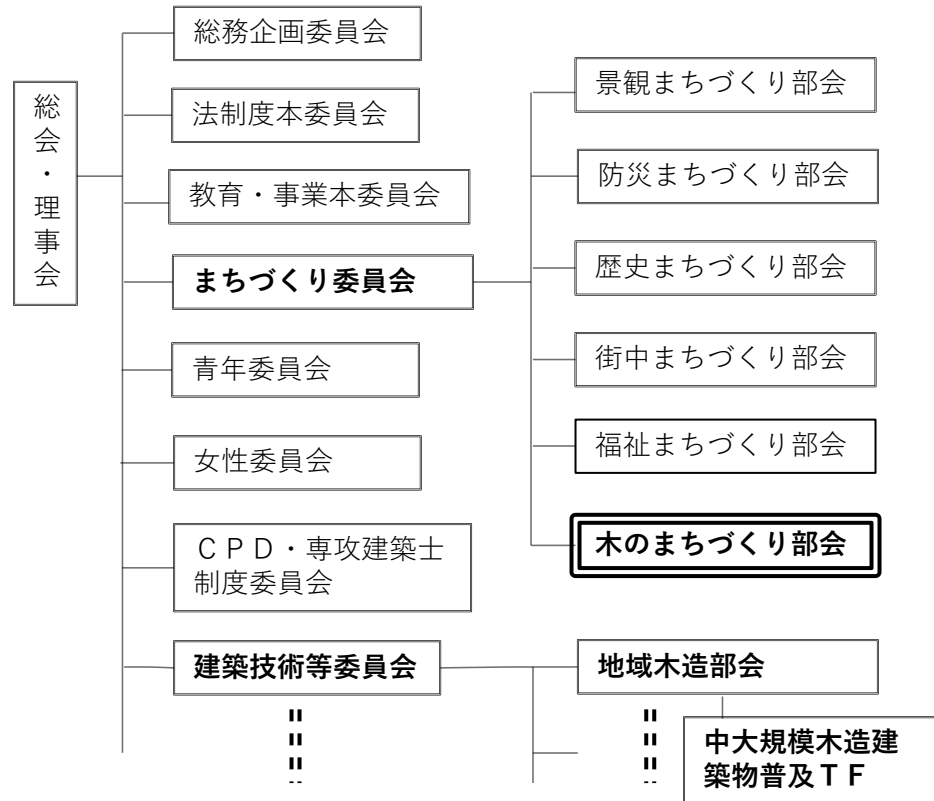 総会・理事会
総務企画委員会
法制度本委員会
教育・事業本委員会
まちづくり委員会
青年委員会
女性委員会
ＣＰＤ・専攻建築士
制度委員会
建築技術等委員会
景観まちづくり部会
防災まちづくり部会
歴史まちづくり部会
街中まちづくり部会
福祉まちづくり部会
木のまちづくり部会
地域木造部会
中大規模木造建
築物普及ＴＦ